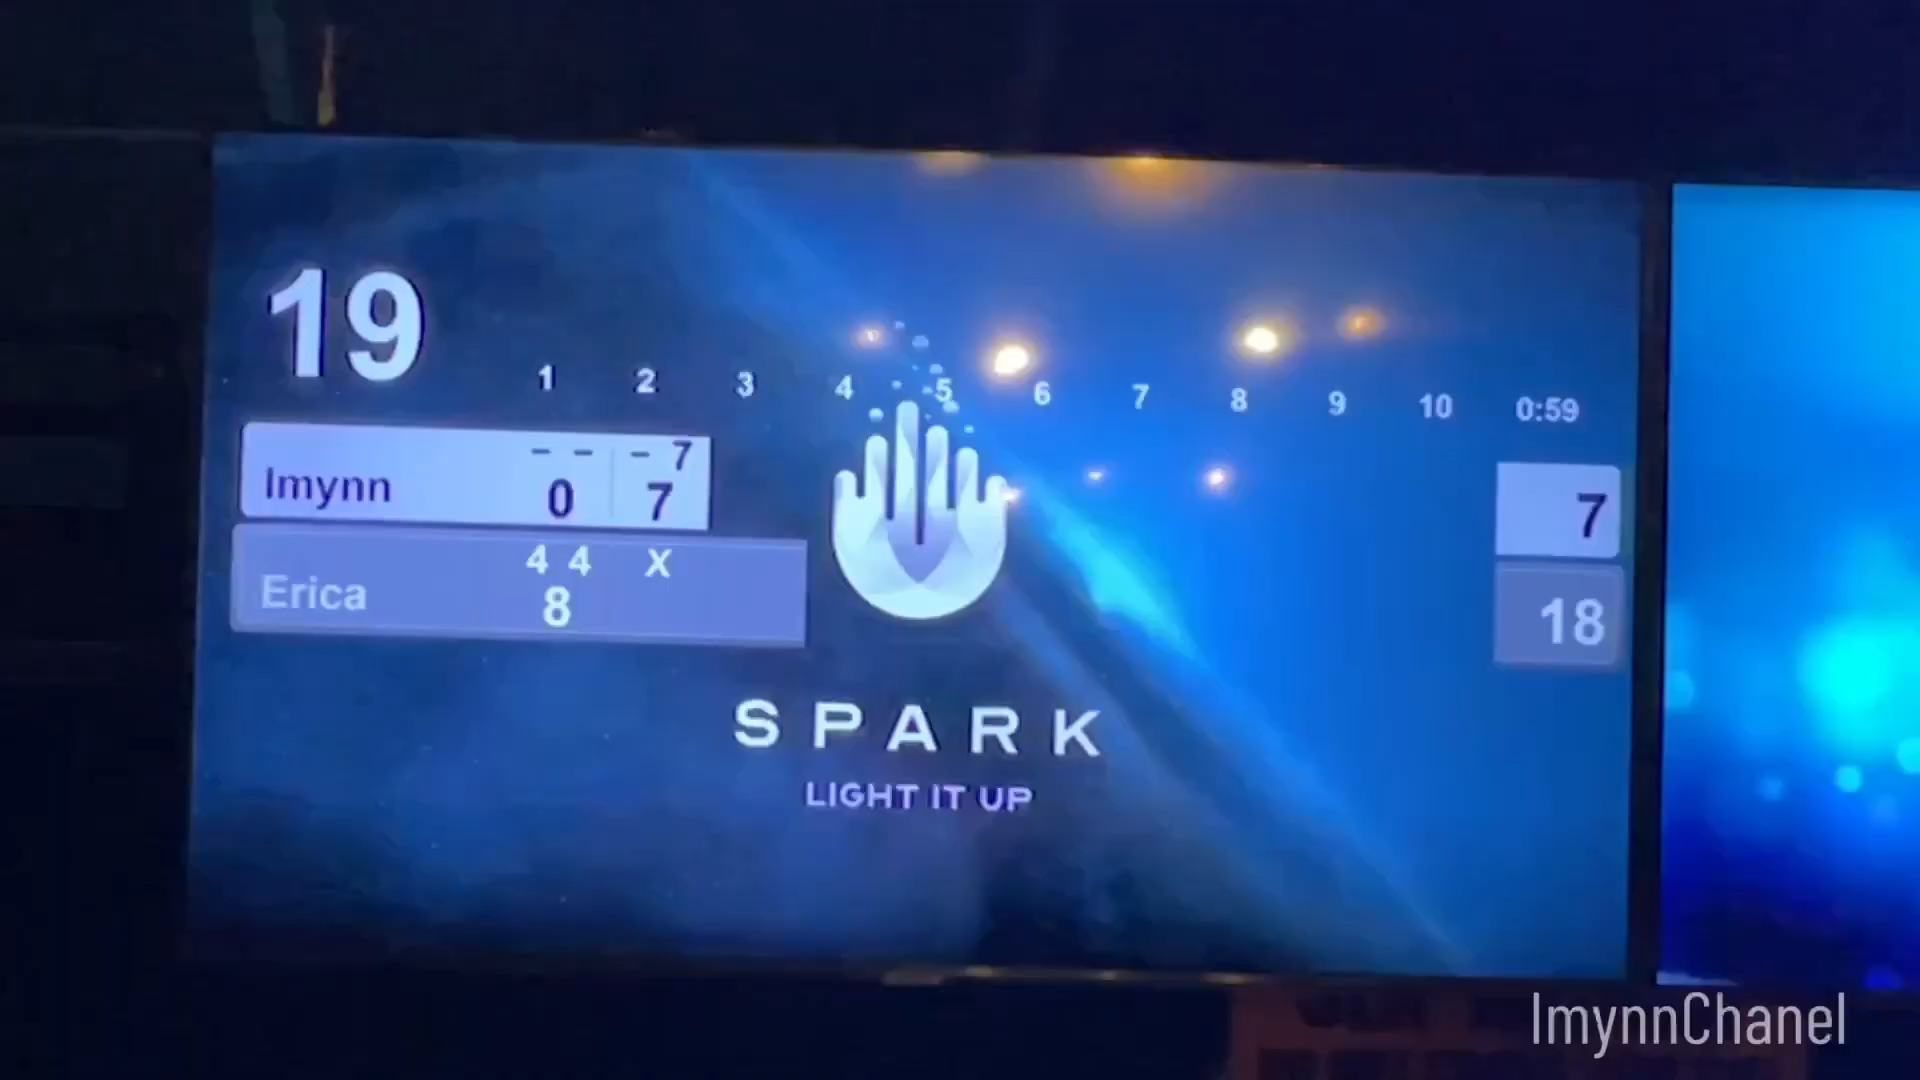 19
1 2 3 4 5 6 7 8 9 10 0:59
Imynn - - - 7
0 7 7
Erica 4 4 X
8 18
SPARK
LIGHT IT UP
ImynnChanel